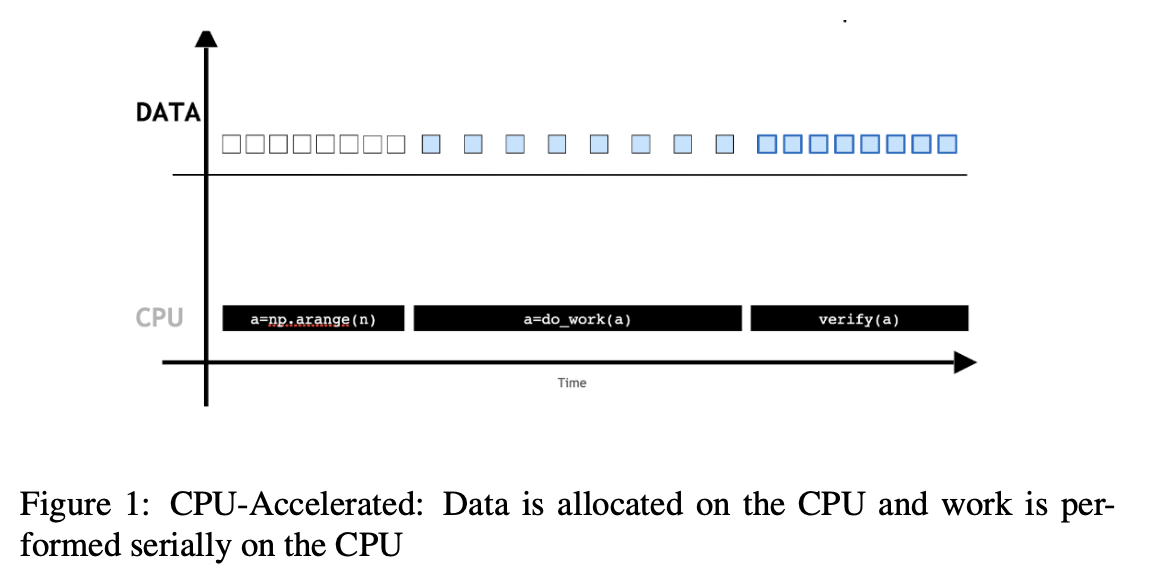 DATA
CPU
a=np.arange(n)
a=do_work(a)
verify(a)
Time
Figure 1: CPU-Accelerated: Data is allocated on the CPU and work is per-
formed serially on the CPU